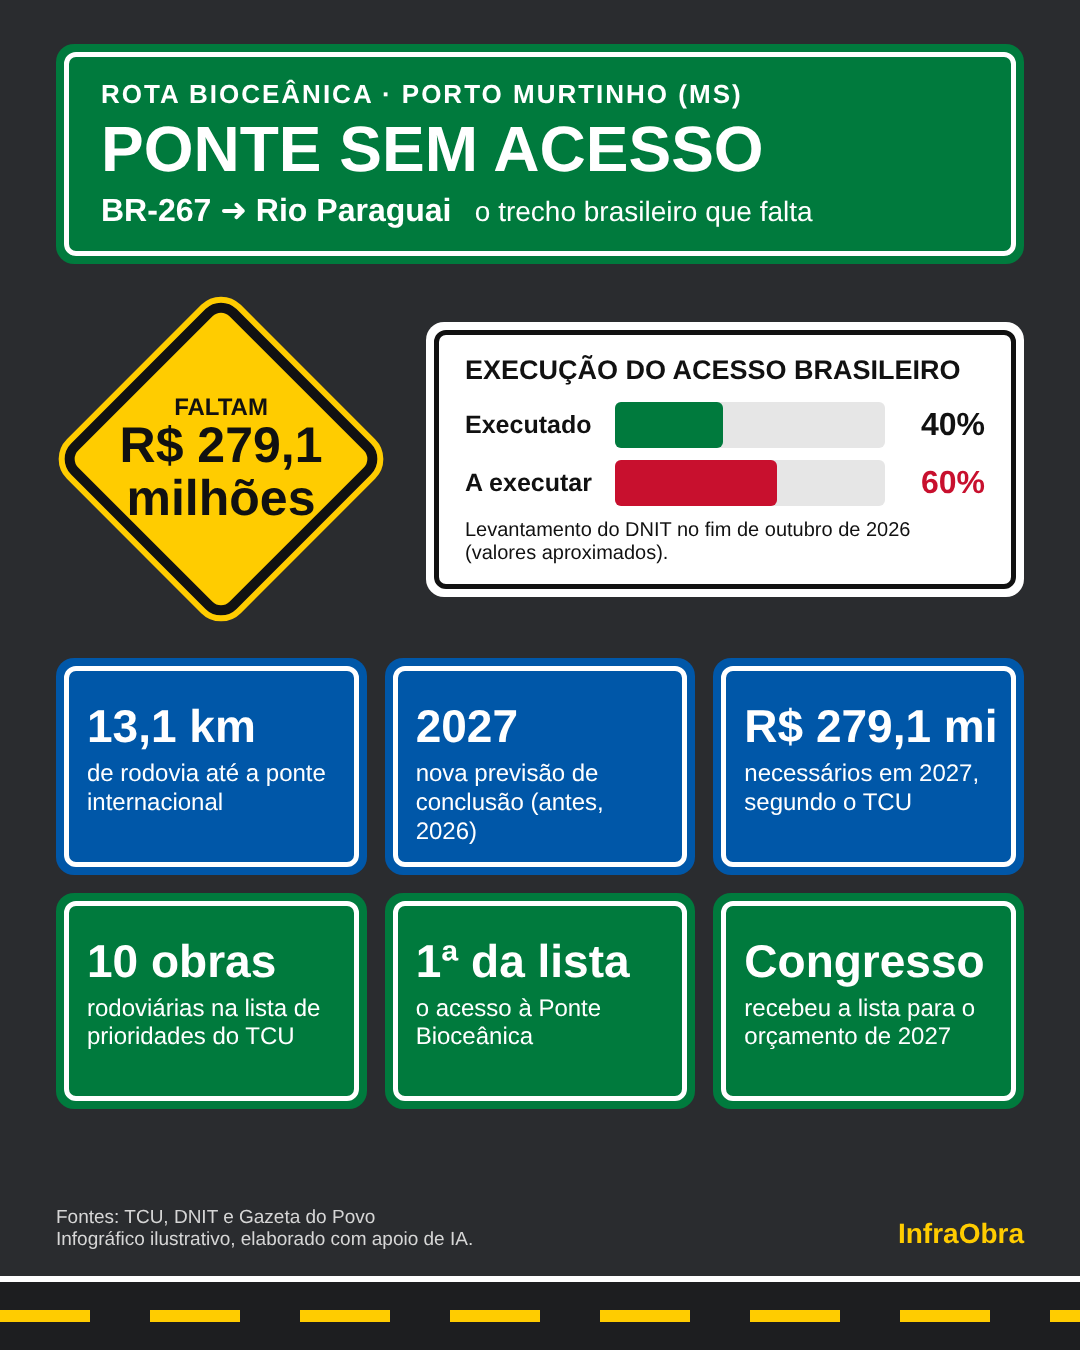 ROTA BIOCEÂNICA · PORTO MURTINHO (MS)
PONTE SEM ACESSO
BR-267 ➜ Rio Paraguai o trecho brasileiro que falta
FALTAM
R$ 279,1
milhões
EXECUÇÃO DO ACESSO BRASILEIRO
Executado 40%
A executar 60%
Levantamento do DNIT no fim de outubro de 2026
(valores aproximados).
13,1 km
de rodovia até a ponte
internacional
2027
nova previsão de
conclusão (antes,
2026)
R$ 279,1 mi
necessários em 2027,
segundo o TCU
10 obras
rodoviárias na lista de
prioridades do TCU
1ª da lista
o acesso à Ponte
Bioceânica
Congresso
recebeu a lista para o
orçamento de 2027
Fontes: TCU, DNIT e Gazeta do Povo
Infográfico ilustrativo, elaborado com apoio de IA.
InfraObra